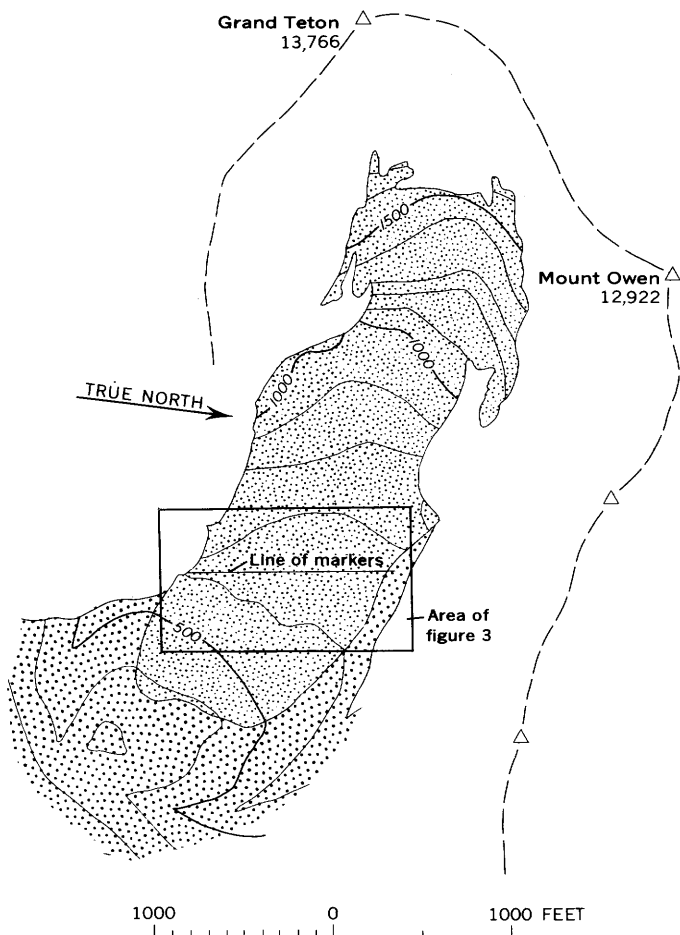 Grand Teton
13,766
1500
Mount Owen
12,922
1000
1000
TRUE NORTH
Line of markers
Area of
figure 3
500
1000 0 1000 FEET